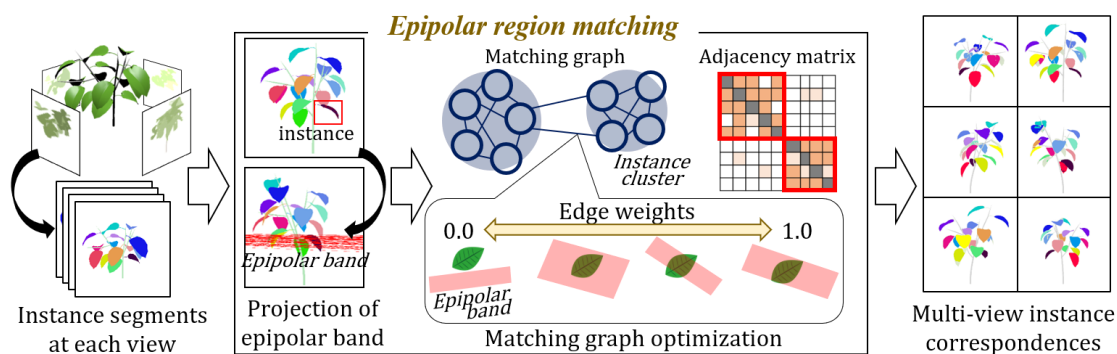 Epipolar region matching
Instance segments
at each view
instance
Epipolar band
Projection of
epipolar band
Matching graph
Instance
cluster
Adjacency matrix
Edge weights
0.0
1.0
Epipolar
band
Matching graph optimization
Multi-view instance
correspondences